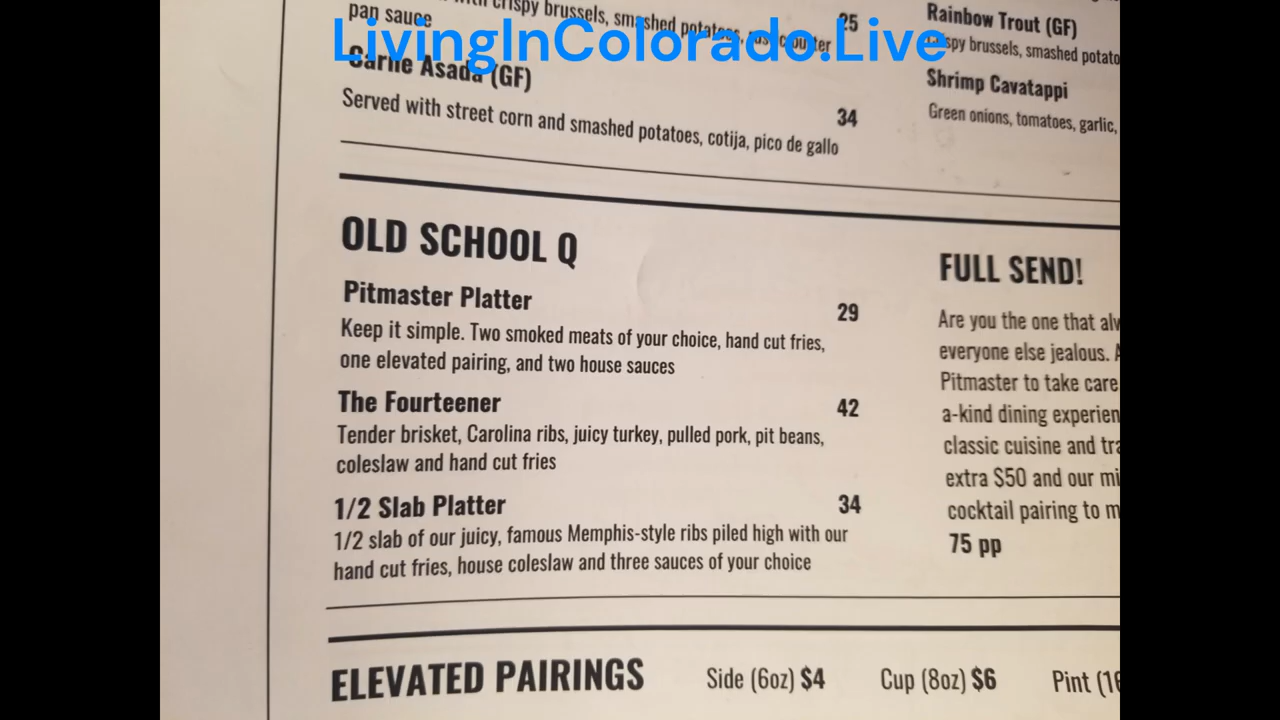 LivingInColorado.Live
crispy brussels, smashed potatoes,
pan sauce
25
Carne Asada (GF)
Served with street corn and smashed potatoes, cotija, pico de gallo
34
Rainbow Trout (GF)
brussels, smashed
Shrimp Cavatappi
Green onions, tomatoes, garlic,
OLD SCHOOL Q
Pitmaster Platter
29
Keep it simple. Two smoked meats of your choice, hand cut fries,
one elevated pairing, and two house sauces
The Fourteener
42
Tender brisket, Carolina ribs, juicy turkey, pulled pork, pit beans,
coleslaw and hand cut fries
1/2 Slab Platter
34
1/2 slab of our juicy, famous Memphis-style ribs piled high with our
hand cut fries, house coleslaw and three sauces of your choice
FULL SEND!
Are you the one that
everyone else jealous.
Pitmaster to take care
a-kind dining
classic cuisine and
extra $50 and our
cocktail pairing to
75 pp
ELEVATED PAIRINGS
Side (6oz) $4
Cup (8oz) $6
Pint